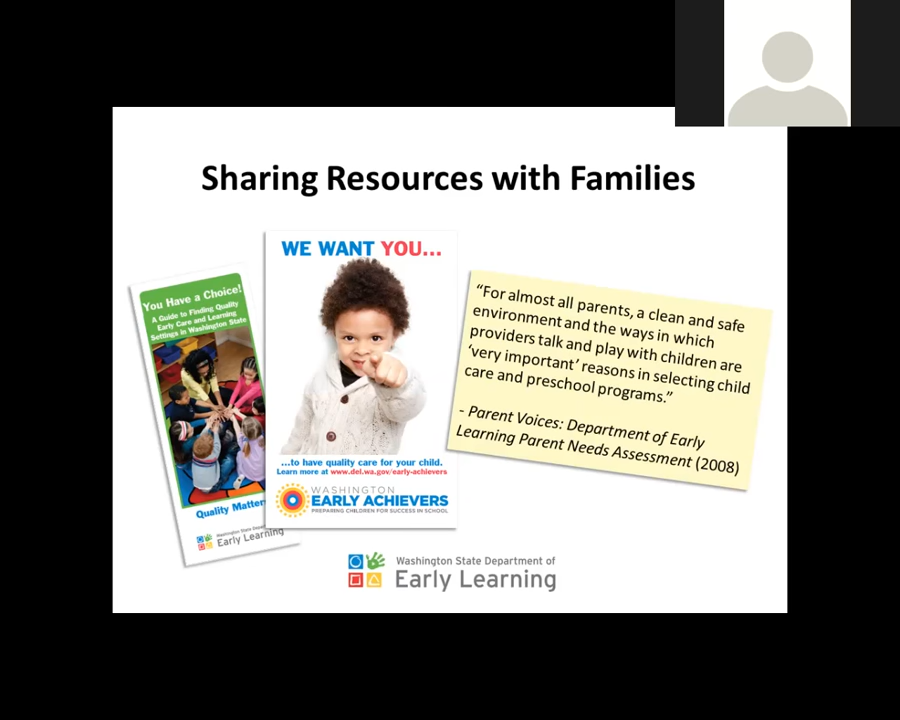 Sharing Resources with Families
You Have a Choice!
A Guide to Finding Quality
Early Care and Learning
Settings in Washington State
Quality Matter
Early Learning
WE WANT YOU...
...to have quality care for your child.
Learn more at www.del.wa.gov/early-achievers
WASHINGTON
EARLY ACHIEVERS
PREPARING CHILDREN FOR SUCCESS IN SCHOOL
“For almost all parents, a clean and safe
environment and the ways in which
providers talk and play with children are
‘very important’ reasons in selecting child
care and preschool programs.”
- Parent Voices: Department of Early
Learning Parent Needs Assessment (2008)
Washington State Department of
Early Learning